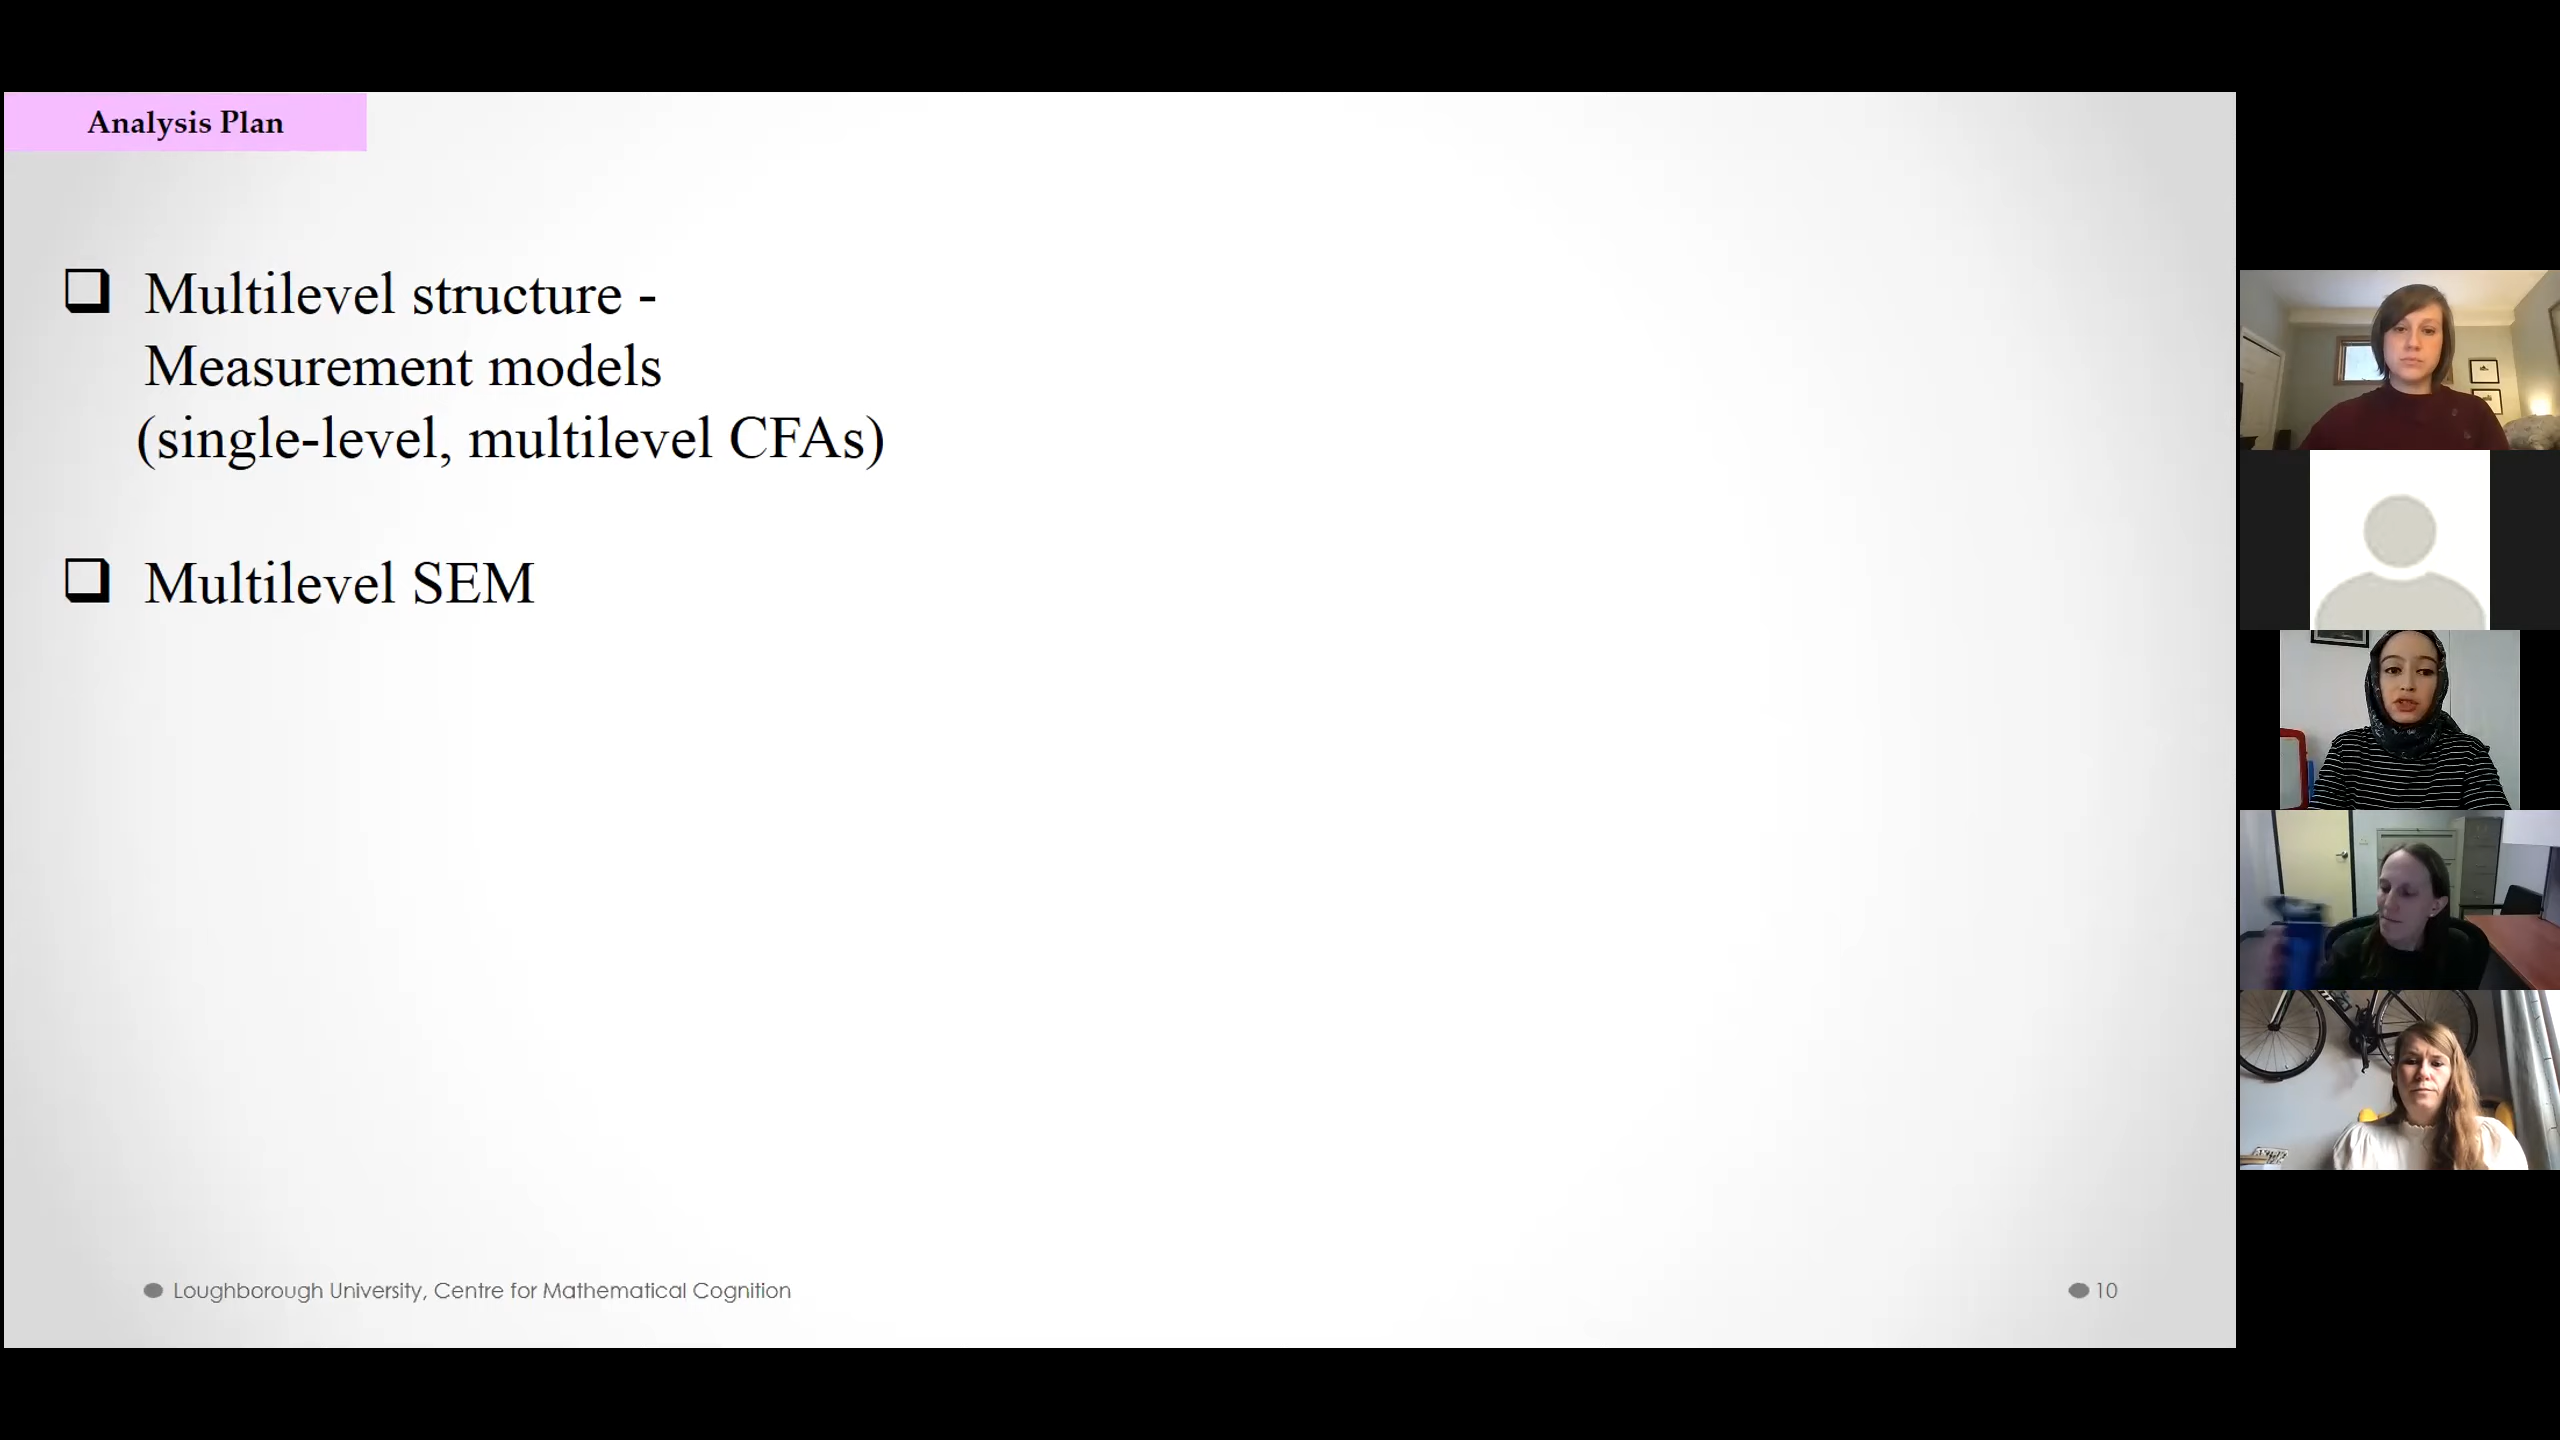 Analysis Plan
❑ Multilevel structure -
Measurement models
(single-level, multilevel CFAs)
❑ Multilevel SEM
Loughborough University, Centre for Mathematical Cognition
10